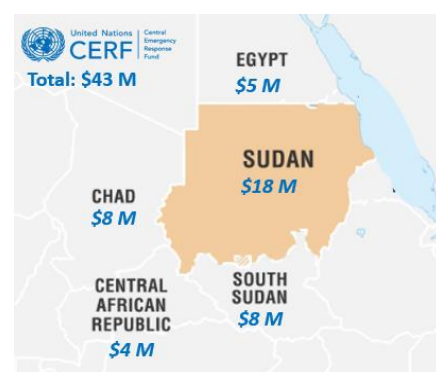 United Nations
CERF
Central
Emergency
Response
Fund
Total: $43 M
EGYPT
$5 M
SUDAN
$18 M
CHAD
$8 M
CENTRAL
AFRICAN
REPUBLIC
$4 M
SOUTH
SUDAN
$8 M